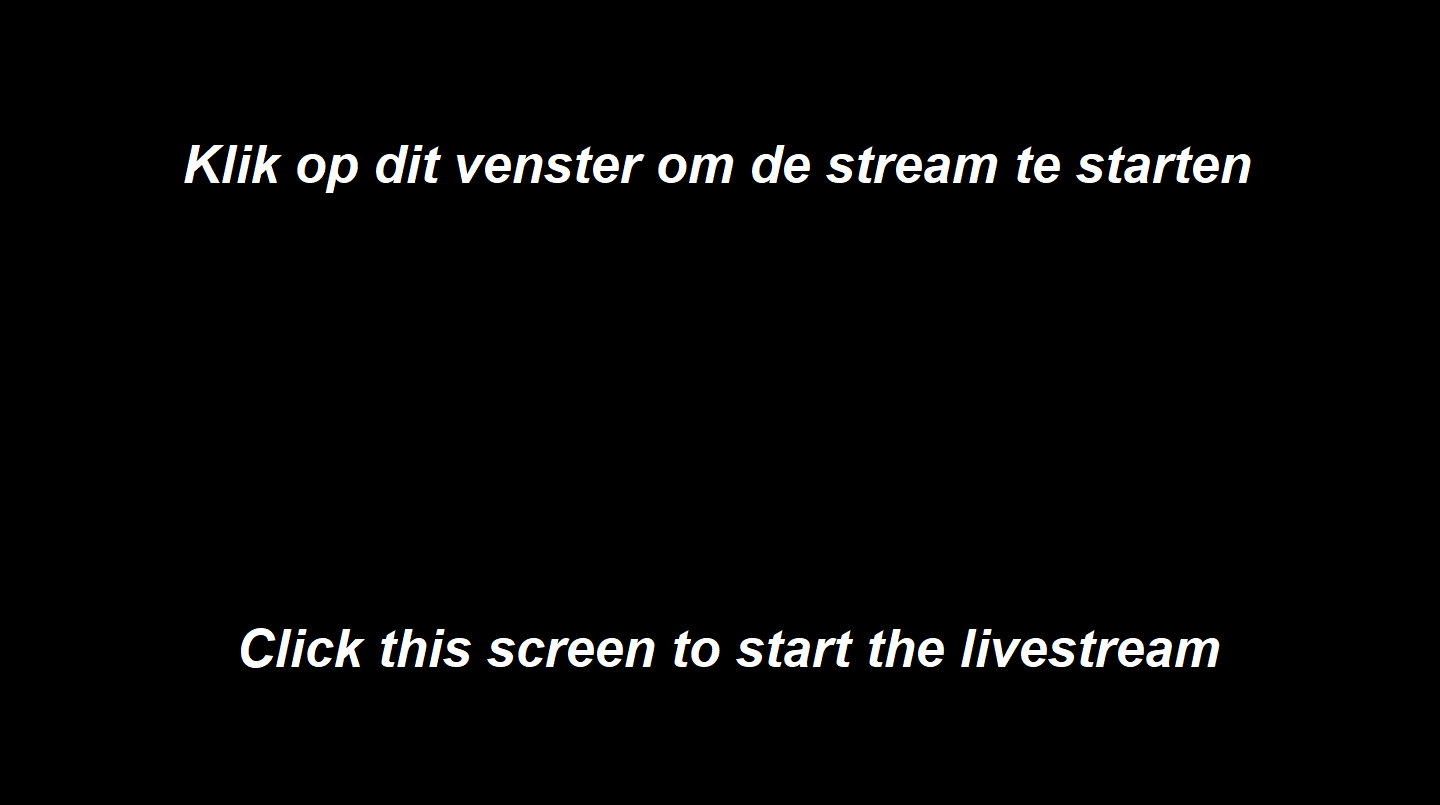 Klik op dit venster om de stream te starten
Click this screen to start the livestream